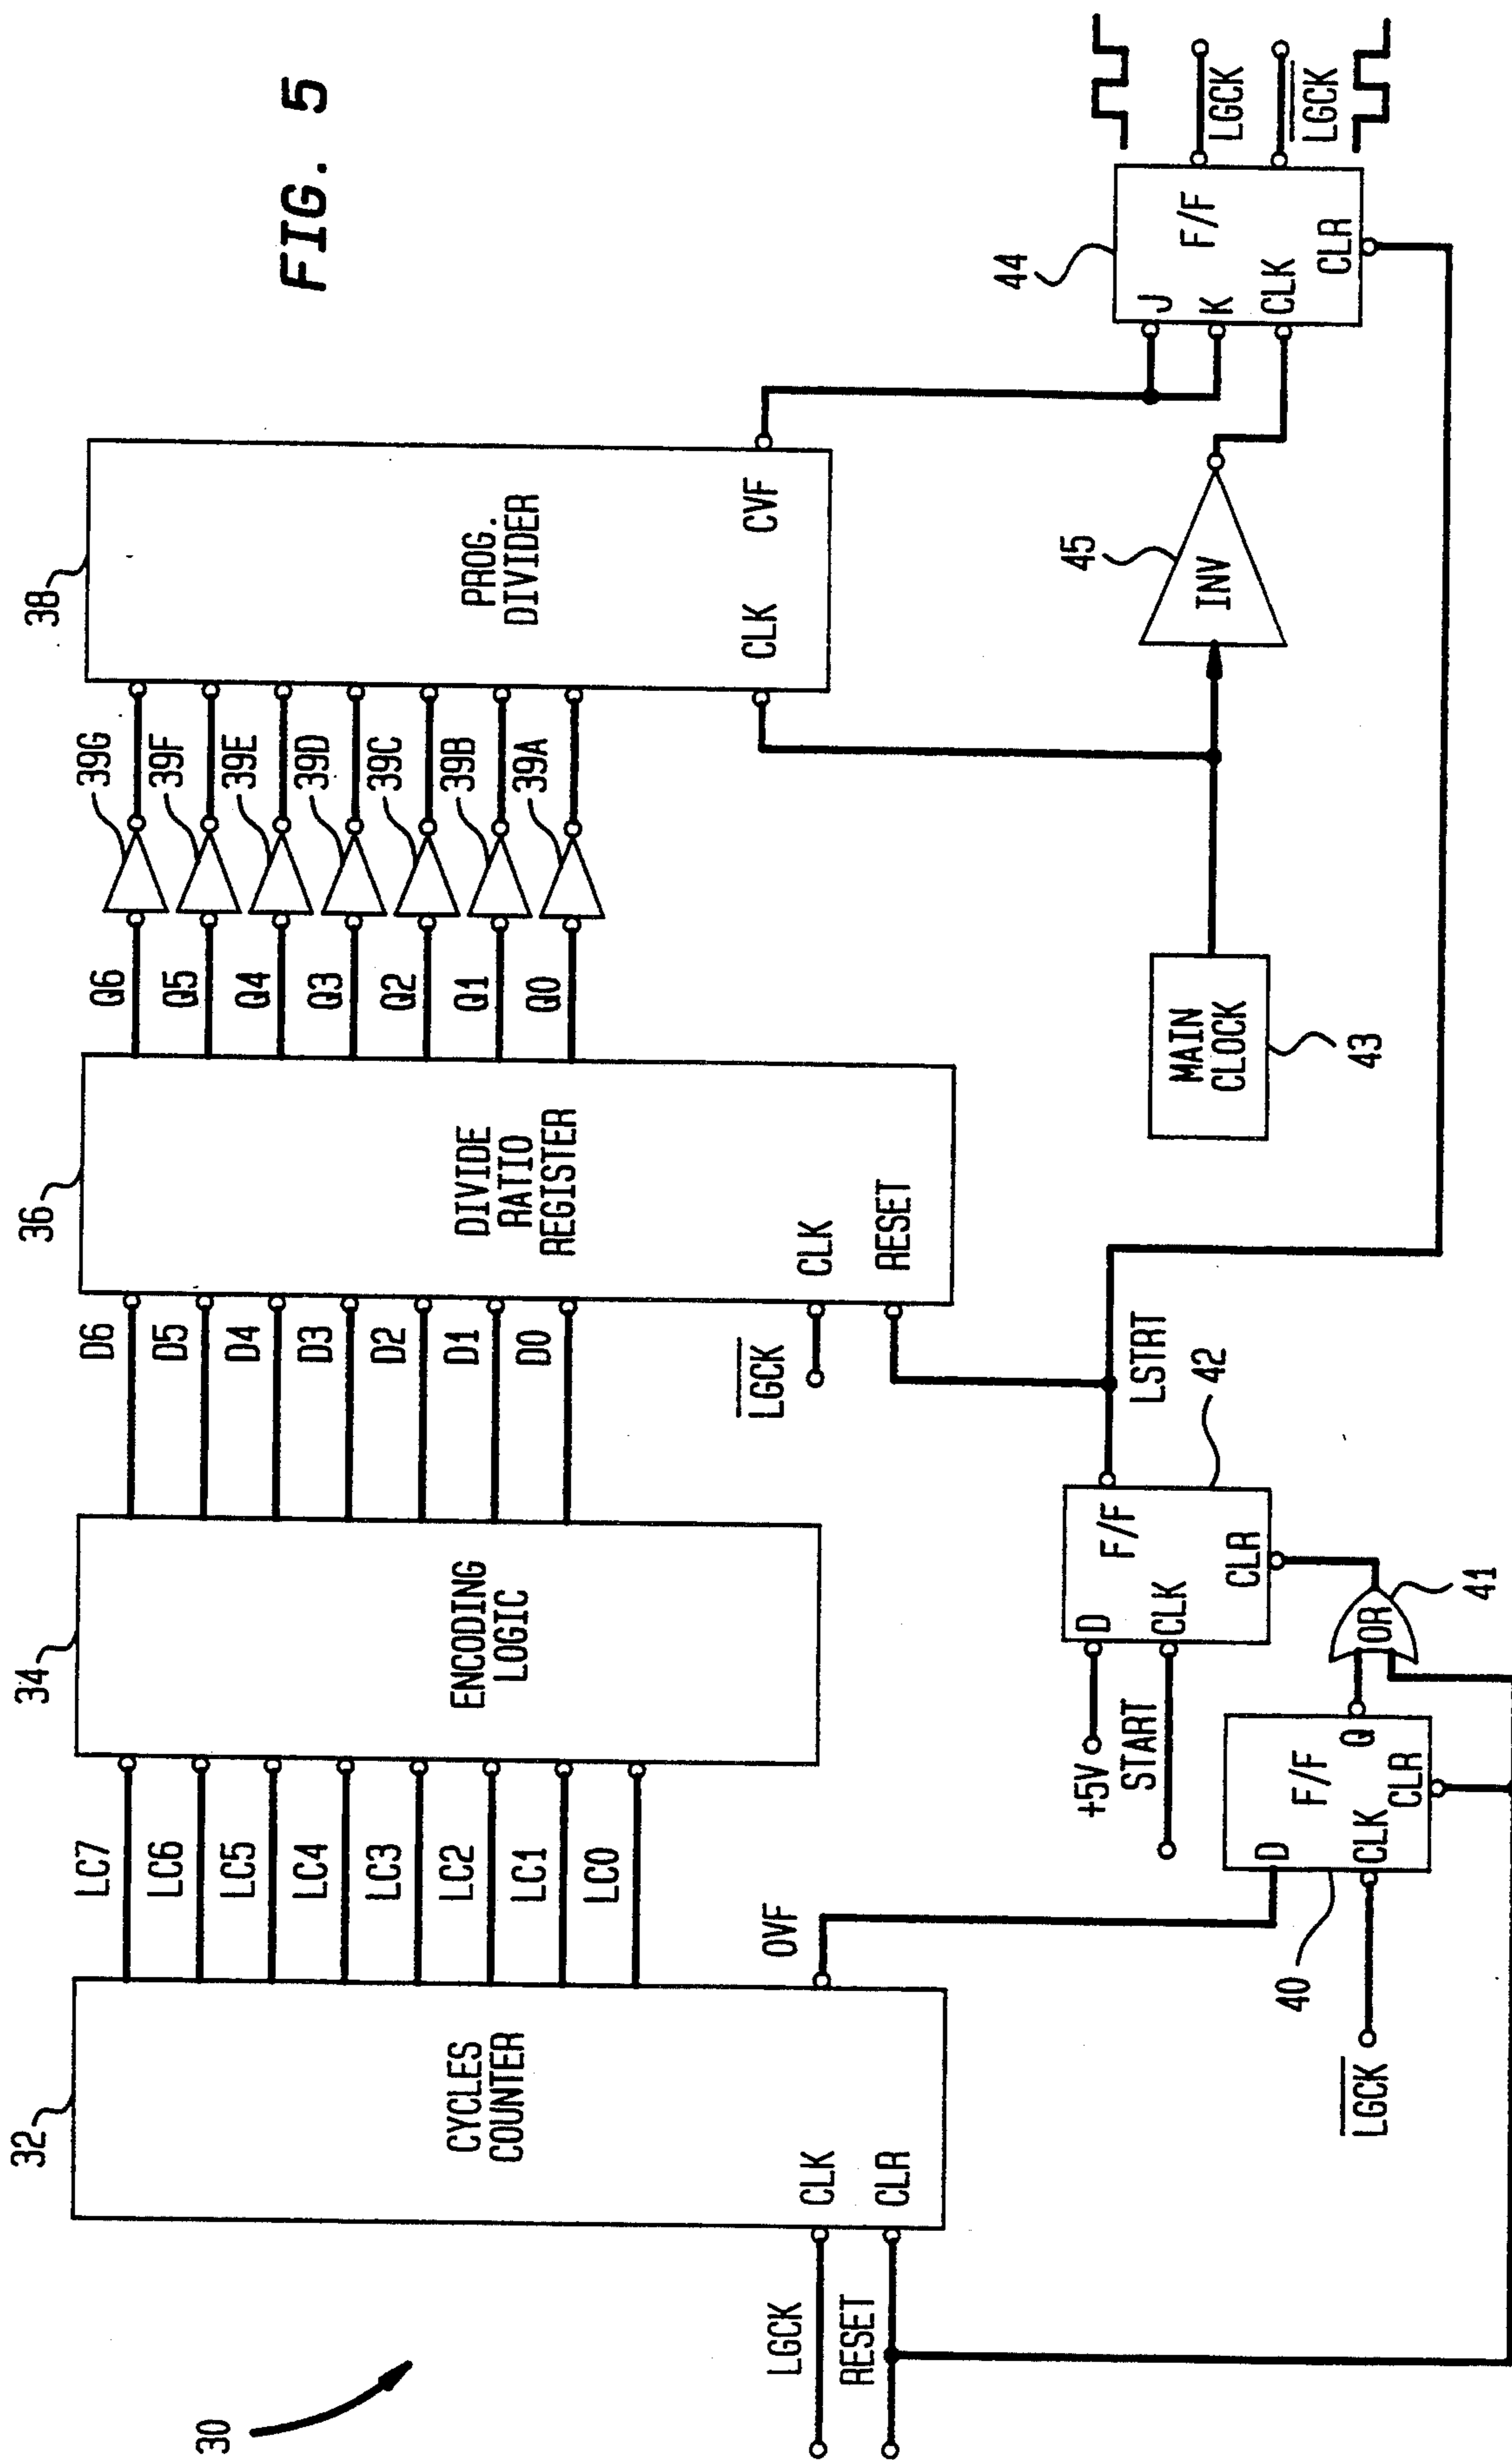 FIG. 5
30
32
CYCLES
COUNTER
LGCK
CLK
RESET
CLR
OVF
LC7
LC6
LC5
LC4
LC3
LC2
LC1
LC0
34
ENCODING
LOGIC
D6
D5
D4
D3
D2
D1
D0
36
DIVIDE
RATIO
REGISTER
LGCK
CLK
RESET
Q6
Q5
Q4
Q3
Q2
Q1
Q0
39G
39F
39E
39D
39C
39B
39A
38
PROG.
DIVIDER
CLK
CVF
LGCK
40
D
F/F
CLK
Q
CLR
OR
41
+5V
START
D
F/F
CLK
CLR
42
LSTRT
MAIN
CLOCK
43
INV
45
44
J
K
F/F
CLK
CLR
LGCK
LGCK